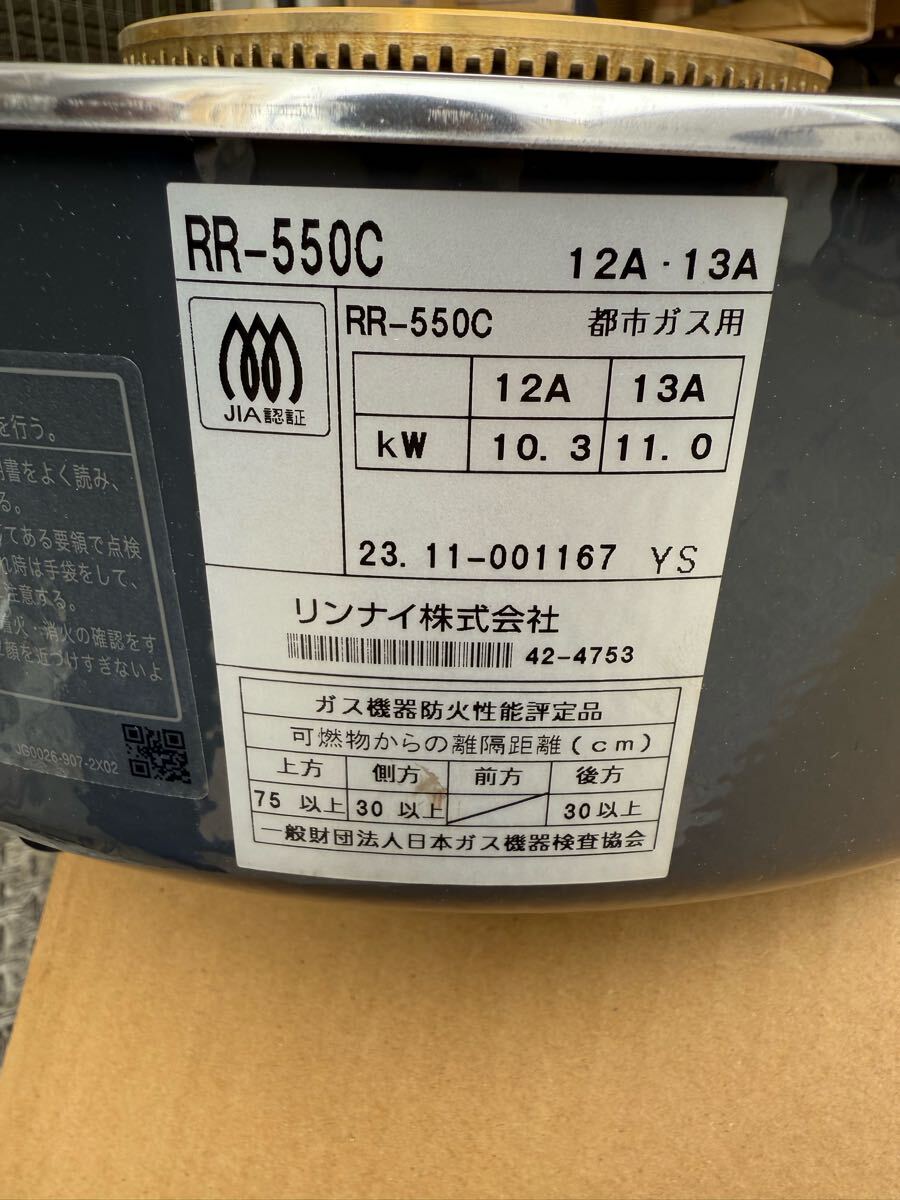 RR-550C 12A・13A
JIA認証
RR-550C 都市ガス用
12A 13A
kW 10.3 11.0
23.11-001167 YS
リンナイ株式会社
42-4753
ガス機器防火性能評定品
可燃物からの離隔距離(cm)
上方 側方 前方 後方
75 以上 30 以上 30 以上
一般財団法人日本ガス機器検査協会
を行う。
書をよく読み、
る。
てある要領で点検
れ時は手袋をして、
注意する。
火・消火の確認をす
顔を近づけすぎないよ
JG0026-907-2X02